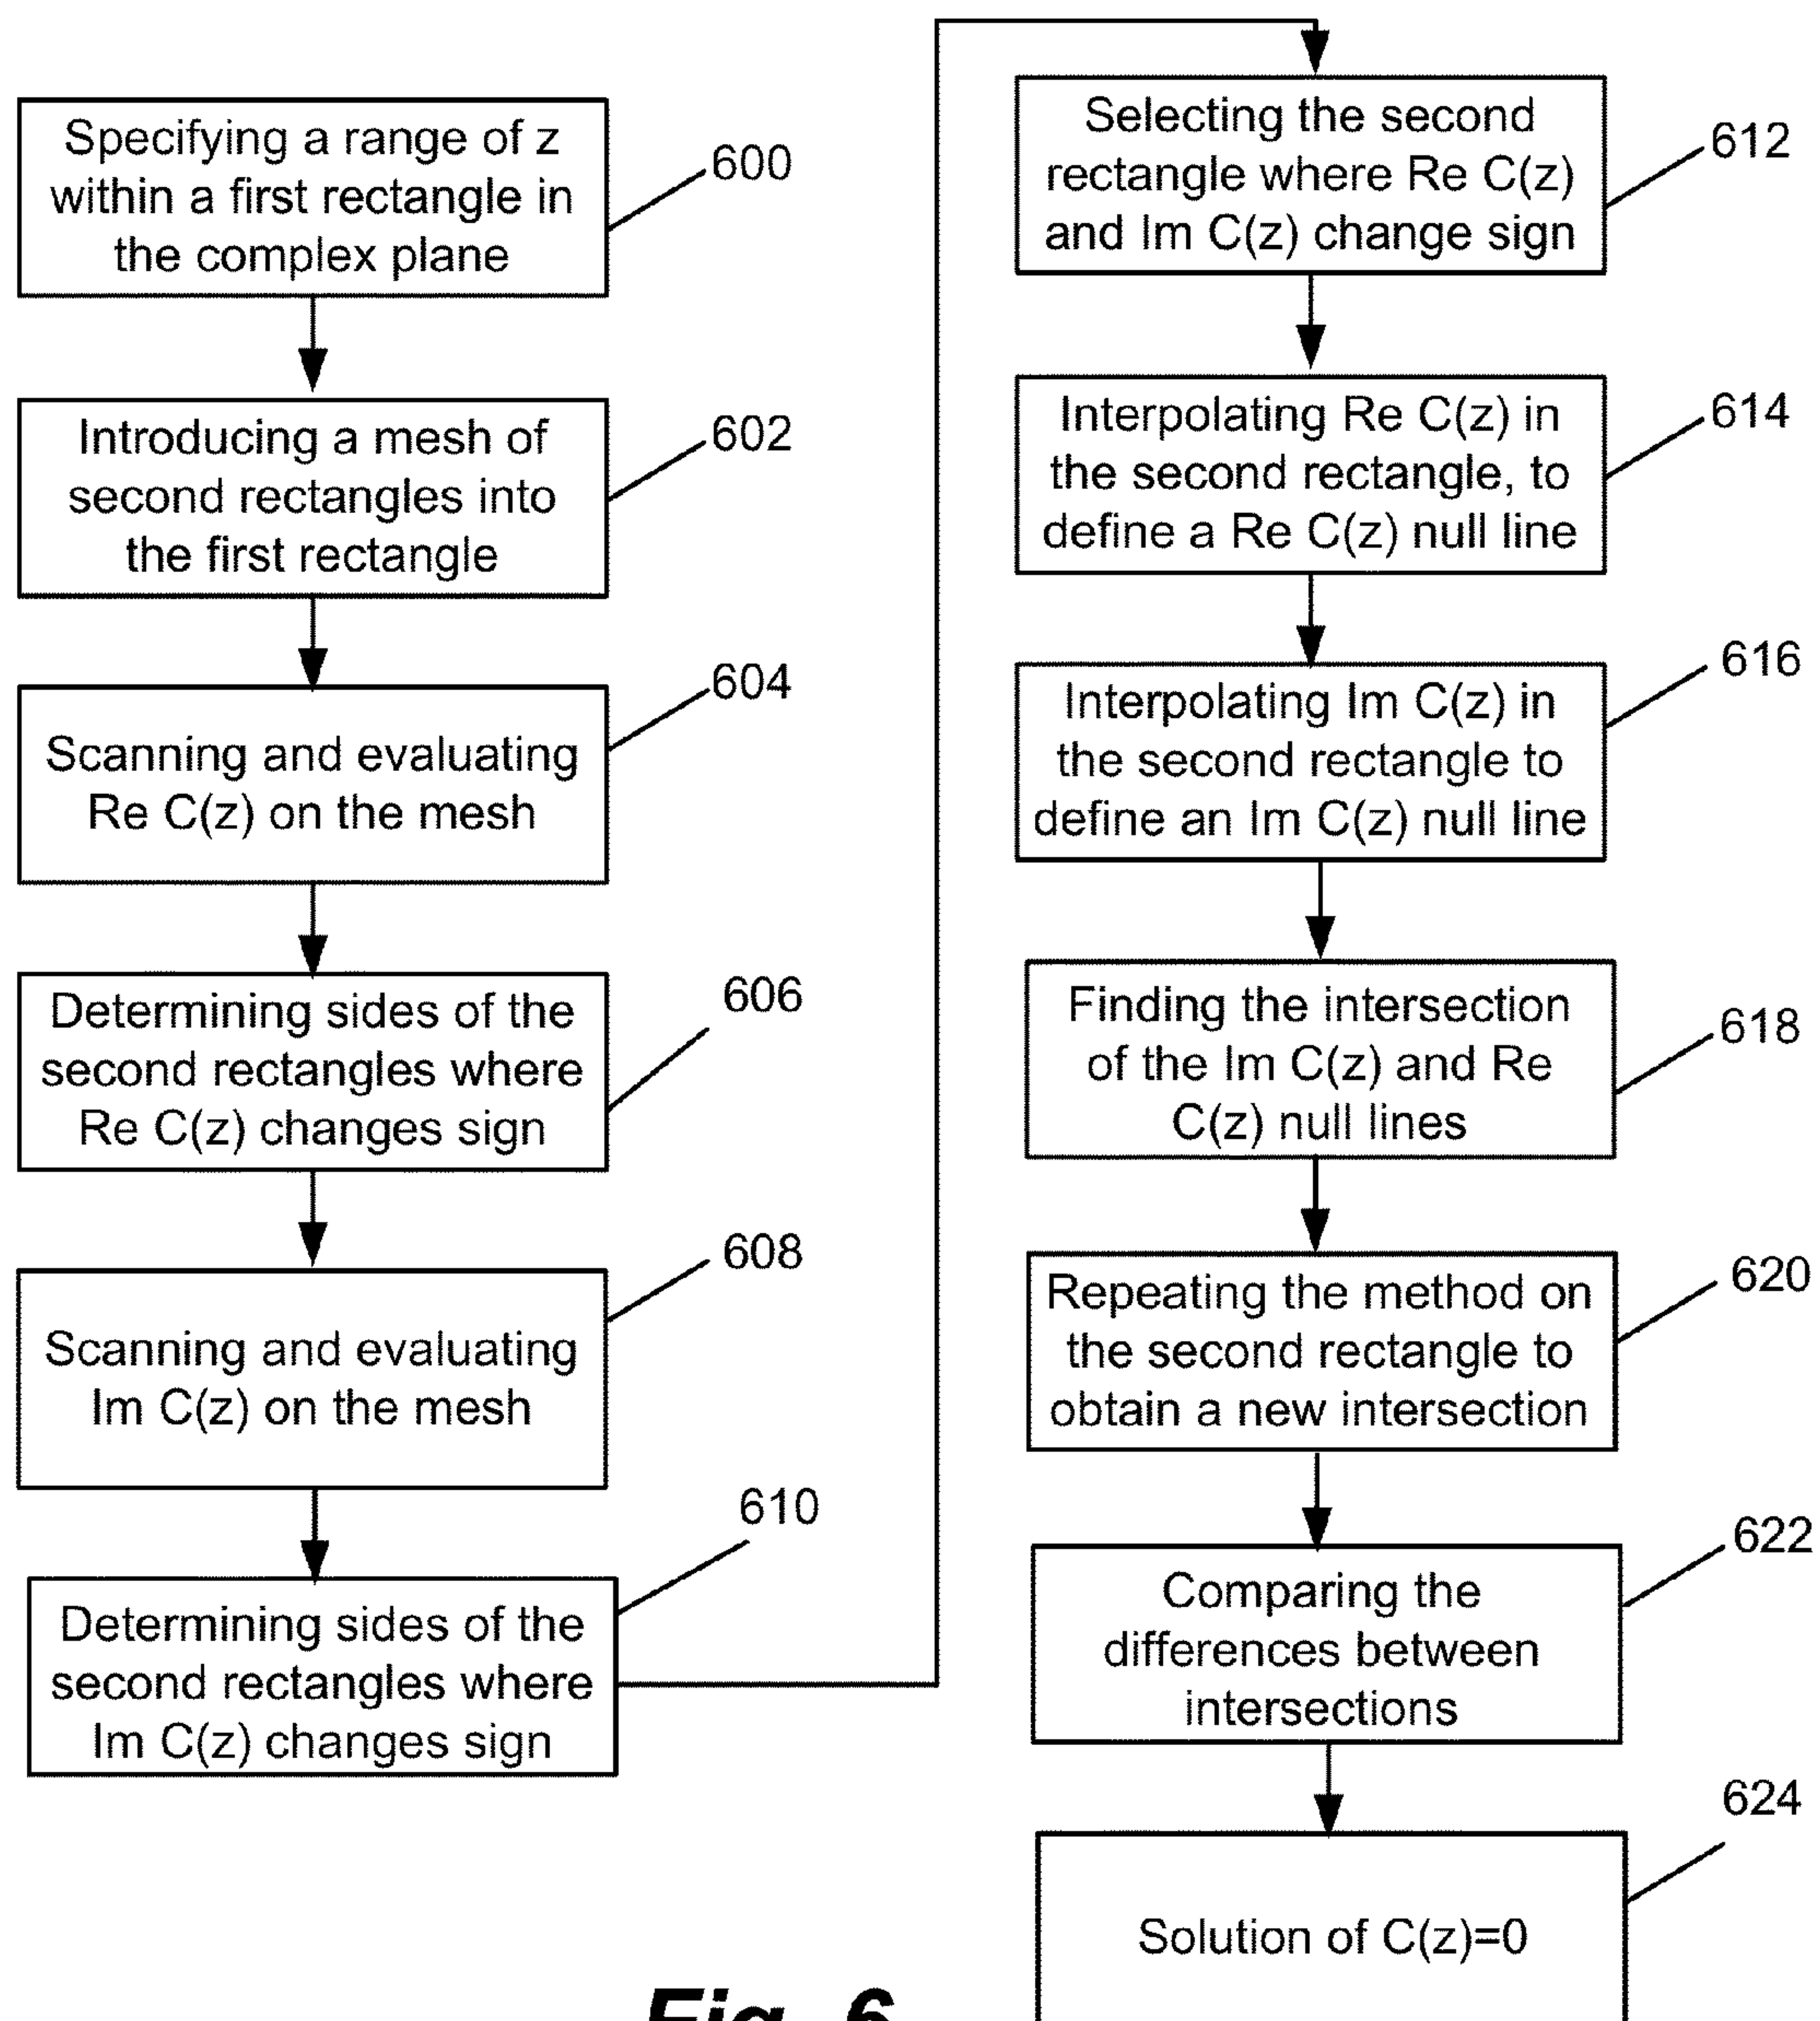 Specifying a range of z
within a first rectangle in
the complex plane
600
Introducing a mesh of
second rectangles into
the first rectangle
602
Scanning and evaluating
Re C(z) on the mesh
604
Determining sides of the
second rectangles where
Re C(z) changes sign
606
Scanning and evaluating
Im C(z) on the mesh
608
Determining sides of the
second rectangles where
Im C(z) changes sign
610
Selecting the second
rectangle where Re C(z)
and Im C(z) change sign
612
Interpolating Re C(z) in
the second rectangle, to
define a Re C(z) null line
614
Interpolating Im C(z) in
the second rectangle to
define an Im C(z) null line
616
Finding the intersection
of the Im C(z) and Re
C(z) null lines
618
Repeating the method on
the second rectangle to
obtain a new intersection
620
Comparing the
differences between
intersections
622
Solution of C(z)=0
624
Fig. 6